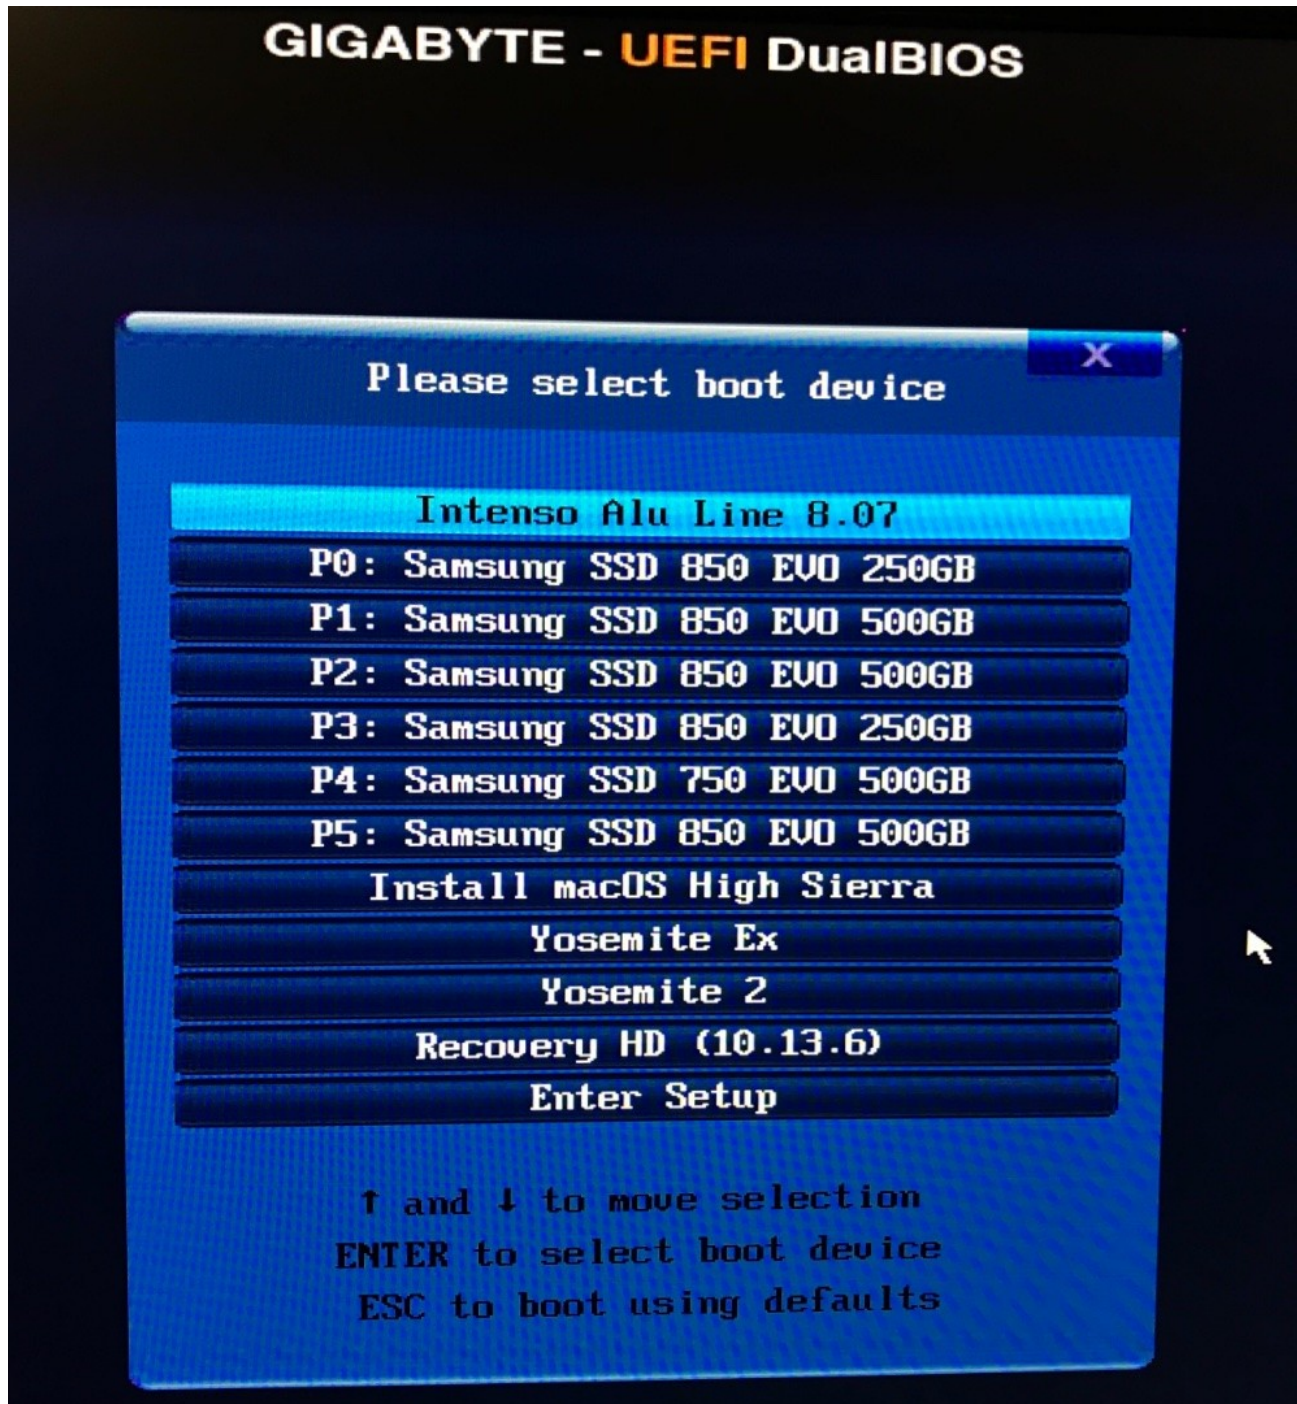 GIGABYTE - UEFI DualBIOS
X
Please select boot device
Intenso Alu Line 8.07
P0: Samsung SSD 850 EVO 250GB
P1: Samsung SSD 850 EVO 500GB
P2: Samsung SSD 850 EVO 500GB
P3: Samsung SSD 850 EVO 250GB
P4: Samsung SSD 750 EVO 500GB
P5: Samsung SSD 850 EVO 500GB
Install macOS High Sierra
Yosemite Ex
Yosemite 2
Recovery HD (10.13.6)
Enter Setup
↑ and ↓ to move selection
ENTER to select boot device
ESC to boot using defaults